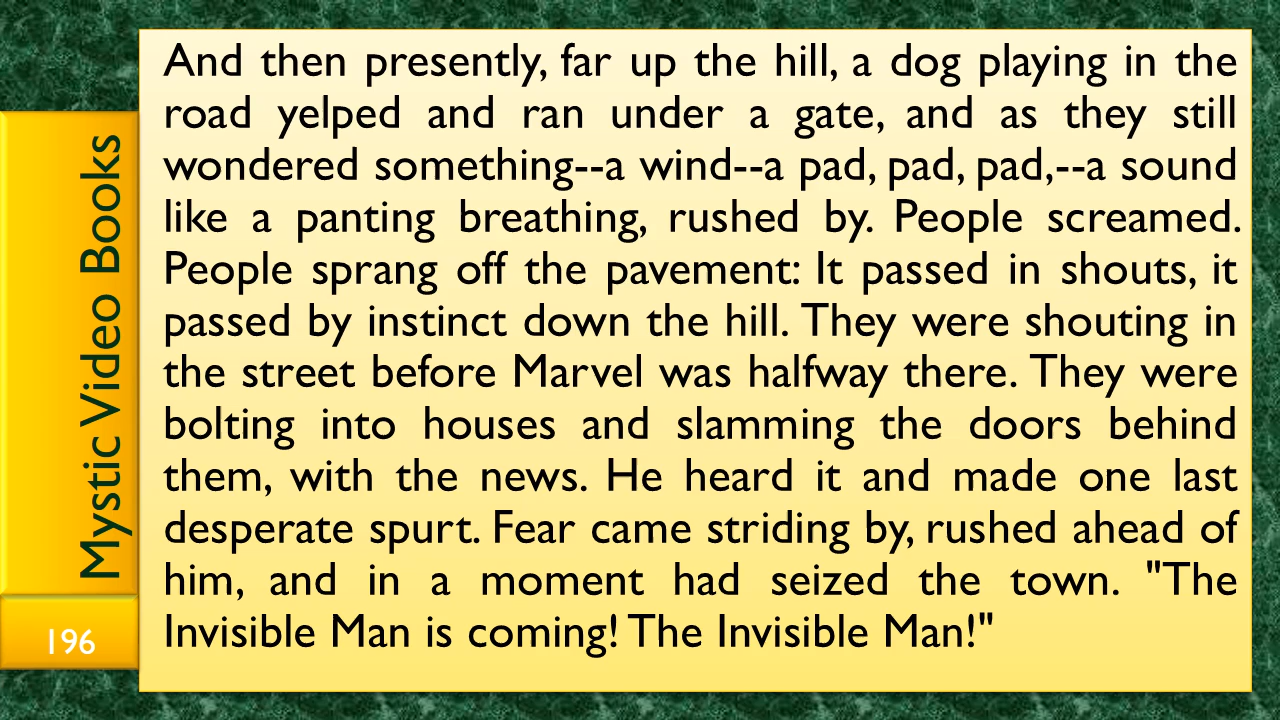 And then presently, far up the hill, a dog playing in the
road yelped and ran under a gate, and as they still
wondered something--a wind--a pad, pad, pad,--a sound
like a panting breathing, rushed by. People screamed.
People sprang off the pavement: It passed in shouts, it
passed by instinct down the hill. They were shouting in
the street before Marvel was halfway there. They were
bolting into houses and slamming the doors behind
them, with the news. He heard it and made one last
desperate spurt. Fear came striding by, rushed ahead of
him, and in a moment had seized the town. "The
Invisible Man is coming! The Invisible Man!"
Mystic Video Books
196